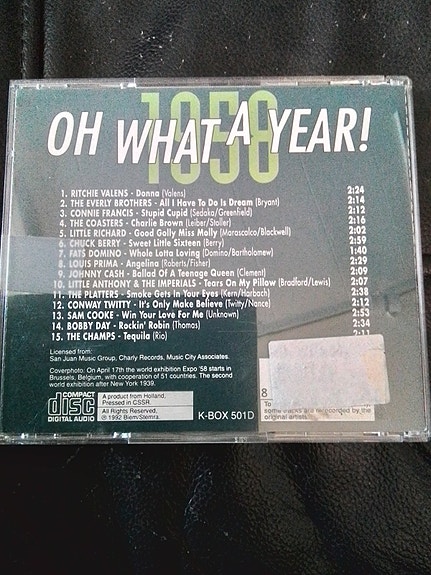 1958
OH WHAT A YEAR!
1. RITCHIE VALENS - Donna (Valens) 2:24
2. THE EVERLY BROTHERS - All I Have To Do Is Dream (Bryant) 2:14
3. CONNIE FRANCIS - Stupid Cupid (Sedaka/Greenfield) 2:12
4. THE COASTERS - Charlie Brown (Leiber/Stoller) 2:16
5. LITTLE RICHARD - Good Golly Miss Molly (Marascalco/Blackwell) 2:02
6. CHUCK BERRY - Sweet Little Sixteen (Berry) 2:59
7. FATS DOMINO - Whole Lotta Loving (Domino/Bartholomew) 1:40
8. LOUIS PRIMA - Angelina (Roberts/Fisher) 2:29
9. JOHNNY CASH - Ballad Of A Teenage Queen (Clement) 2:09
10. LITTLE ANTHONY & THE IMPERIALS - Tears On My Pillow (Bradford/Lewis) 2:07
11. THE PLATTERS - Smoke Gets In Your Eyes (Kern/Harbach) 2:38
12. CONWAY TWITTY - It's Only Make Believe (Twitty/Nance) 2:12
13. SAM COOKE - Win Your Love For Me (Unknown) 2:53
14. BOBBY DAY - Rockin' Robin (Thomas) 2:34
15. THE CHAMPS - Tequila (Rio) 2:11
Licensed from:
San Juan Music Group, Charly Records, Music City Associates.
Coverphoto: On April 17th the world exhibition Expo '58 starts in
Brussels, Belgium, with cooperation of 51 countries. The second
world exhibition after New York 1939.
COMPACT
disc
DIGITAL AUDIO
A product from Holland,
Pressed in CSSR.
All Rights Reserved,
℗ 1992 Biem/Stemra.
K-BOX 501D
8
To
some tracks are rerecorded by the
original artists.